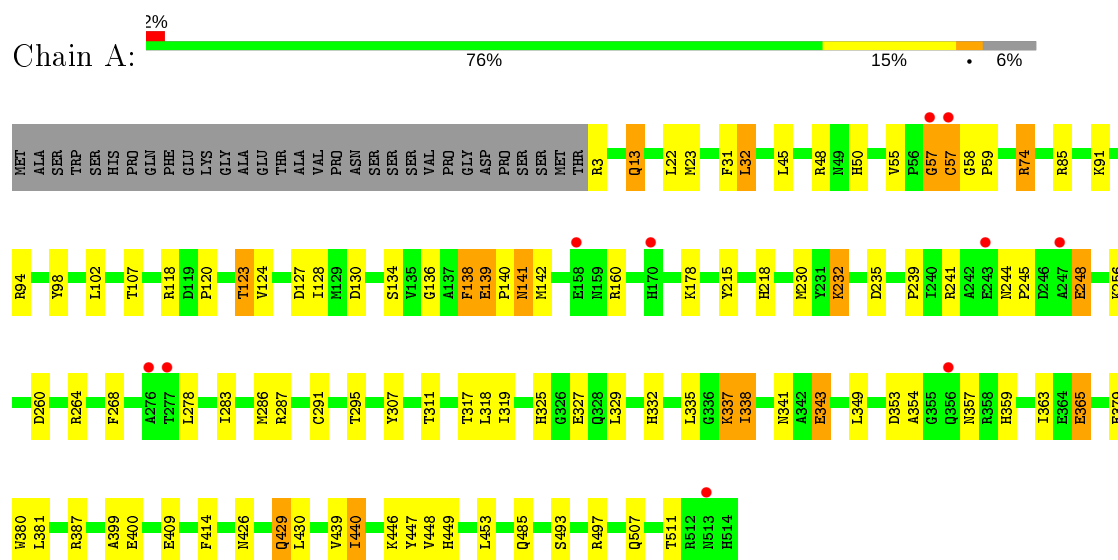 2%
Chain A:
76% 15% • 6%
MET ALA SER TRP SER HIS PRO GLN PHE GLU LYS GLY ALA GLU THR ALA VAL PRO ASN SER SER SER VAL PRO GLY ASP PRO SER SER MET THR R3 Q13 L22 M23 F31 L32 L45 R48 N49 H50 V55 P56 G57 C57 G58 P59 R74 R85 K91
R94 Y98 L102 T107 R118 D119 P120 T123 V124 D127 I128 M129 D130 S134 V135 G136 A137 F138 E139 P140 N141 M142 E158 N159 R160 H170 K178 Y215 H218 M230 Y231 K232 D235 P239 I240 R241 A242 E243 N244 P245 D246 A247 E248 K256
D260 R264 F268 A276 T277 L278 I283 M286 R287 C291 T295 Y307 T311 T317 L318 I319 H325 G326 E327 Q328 L329 H332 L335 G336 K337 I338 N341 A342 E343 L349 D353 A354 G355 Q356 N357 R358 H359 I363 E364 E365
W380 L381 R387 A399 E400 E409 F414 N426 Q429 L430 V439 I440 K446 Y447 V448 H449 L453 Q485 S493 R497 Q507 T511 R512 N513 H514